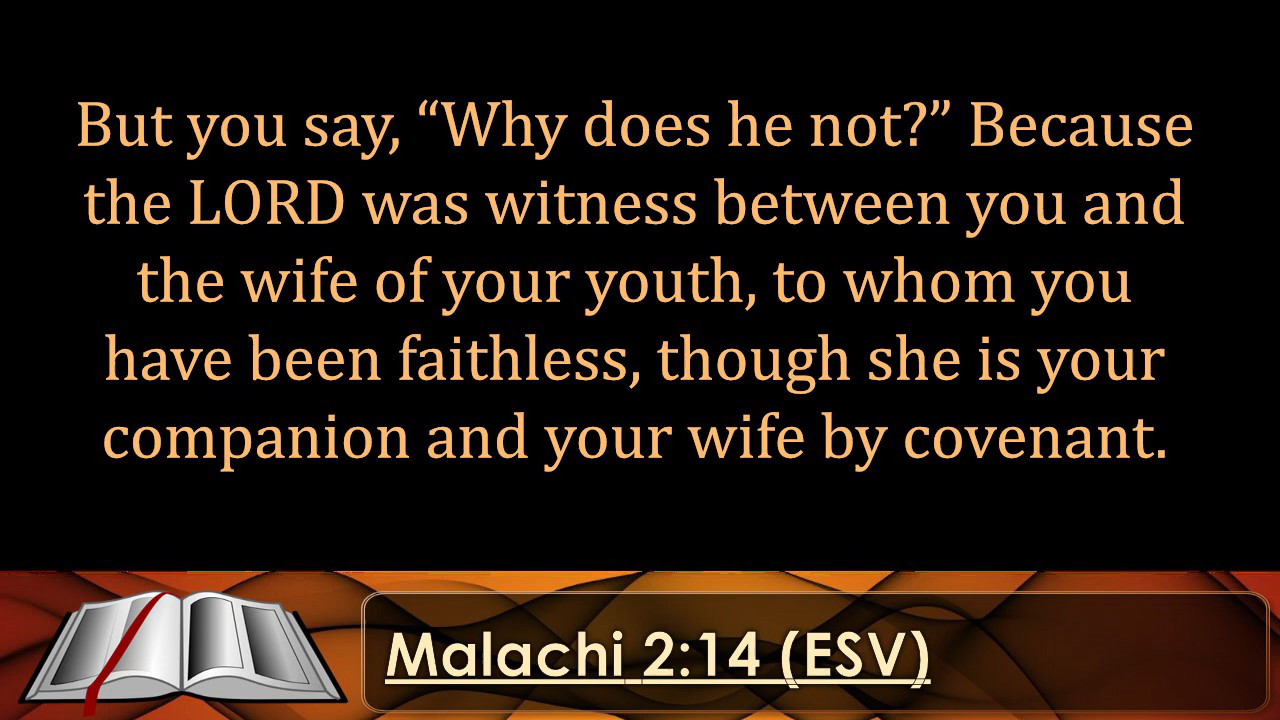 But you say, “Why does he not?” Because
the LORD was witness between you and
the wife of your youth, to whom you
have been faithless, though she is your
companion and your wife by covenant.
Malachi 2:14 (ESV)